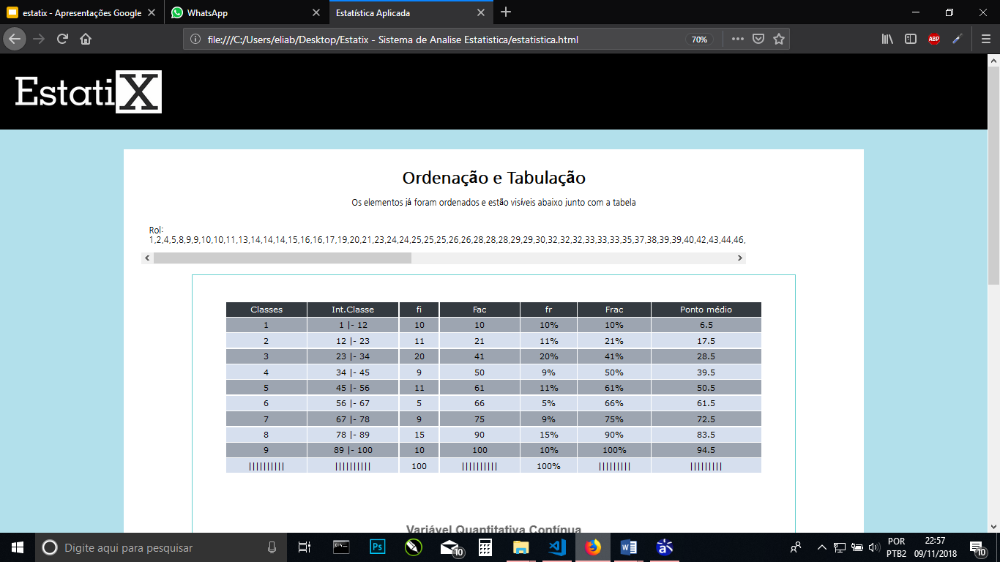 estatix - Apresentações Google
WhatsApp
Estatística Aplicada
file:///C:/Users/eliab/Desktop/Estatix - Sistema de Analise Estatistica/estatistica.html
70%
ABP
EstatiX
Ordenação e Tabulação
Os elementos já foram ordenados e estão visíveis abaixo junto com a tabela
Rol:
1,2,4,5,8,9,9,10,10,11,13,14,14,14,15,16,16,17,19,20,21,23,24,24,25,25,25,26,26,28,28,28,29,29,30,32,32,32,33,33,33,35,37,38,39,39,40,42,43,44,46,
Classes Int.Classe fi Fac fr Frac Ponto médio
1 1 |- 12 10 10 10% 10% 6.5
2 12 |- 23 11 21 11% 21% 17.5
3 23 |- 34 20 41 20% 41% 28.5
4 34 |- 45 9 50 9% 50% 39.5
5 45 |- 56 11 61 11% 61% 50.5
6 56 |- 67 5 66 5% 66% 61.5
7 67 |- 78 9 75 9% 75% 72.5
8 78 |- 89 15 90 15% 90% 83.5
9 89 |- 100 10 100 10% 100% 94.5
|||||||||| |||||||||| 100 |||||||||| 100% ||||||||| |||||||||
Variável Quantitativa Contínua
Digite aqui para pesquisar
Ps
10
POR
PTB2
22:57
09/11/2018
10